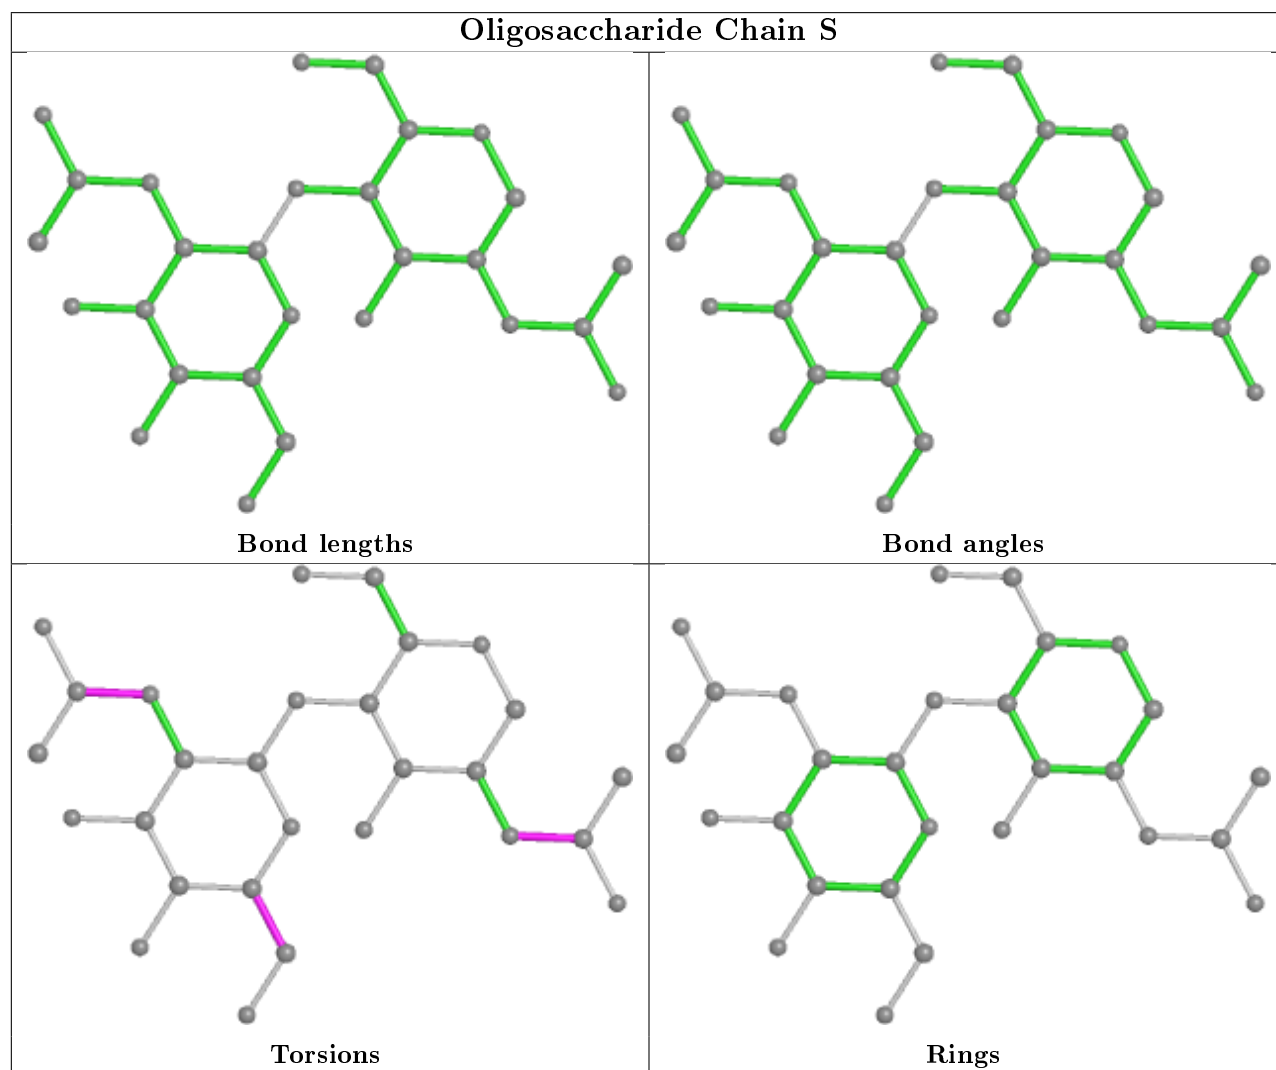 Oligosaccharide Chain S
Bond lengths
Bond angles
Torsions
Rings